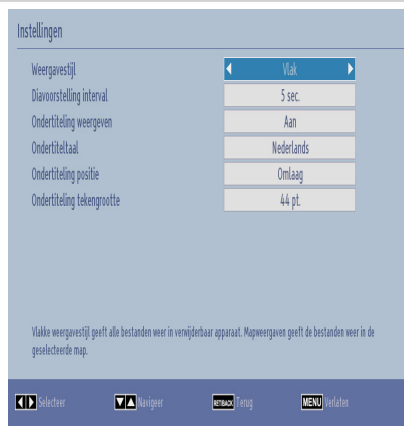 Instellingen
Weergavestijl Vlak
Diavoorstelling interval 5 sec.
Ondertiteling weergeven Aan
Ondertiteltaal Nederlands
Ondertiteling positie Omlaag
Ondertiteling tekengrootte 44 pt.
Vlakke weergavestijl geeft alle bestanden weer in verwijderbaar apparaat. Mapweergaven geeft de bestanden weer in de
geselecteerde map.
Selecteer Navigeer RET/BACK Terug MENU Verlaten